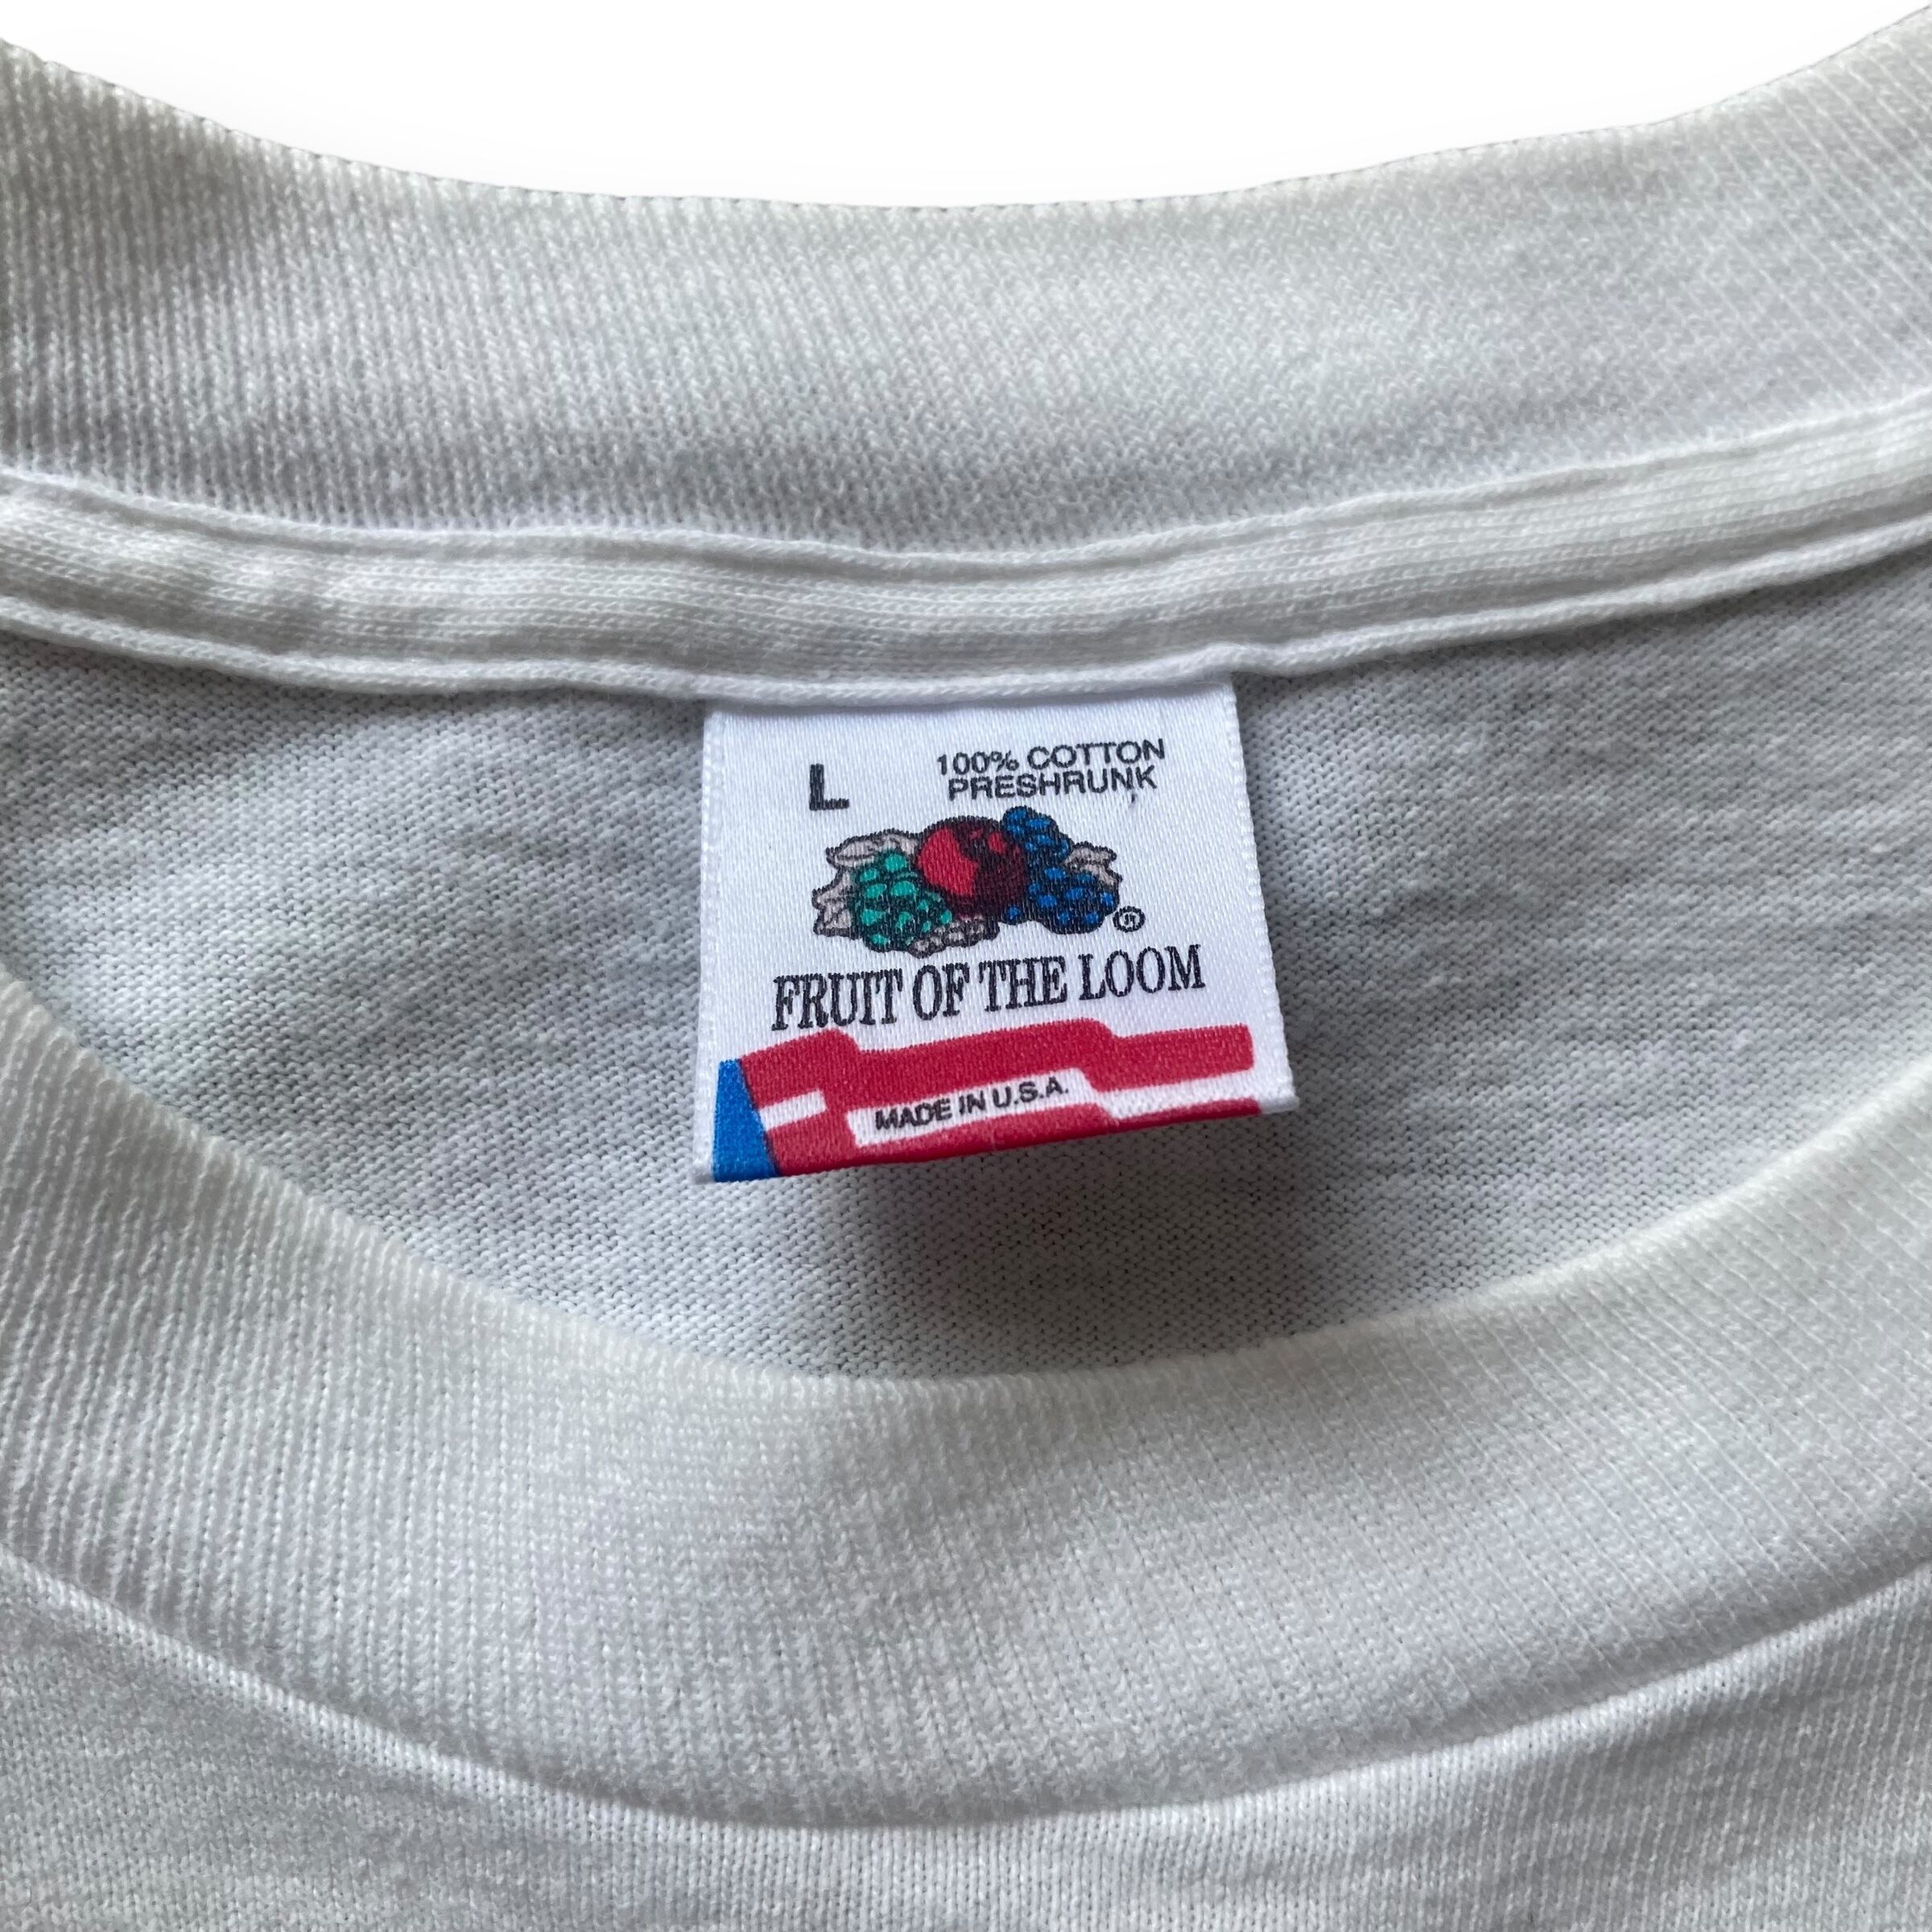 L
100% COTTON
PRESHRUNK
®
FRUIT OF THE LOOM
MADE IN U.S.A.